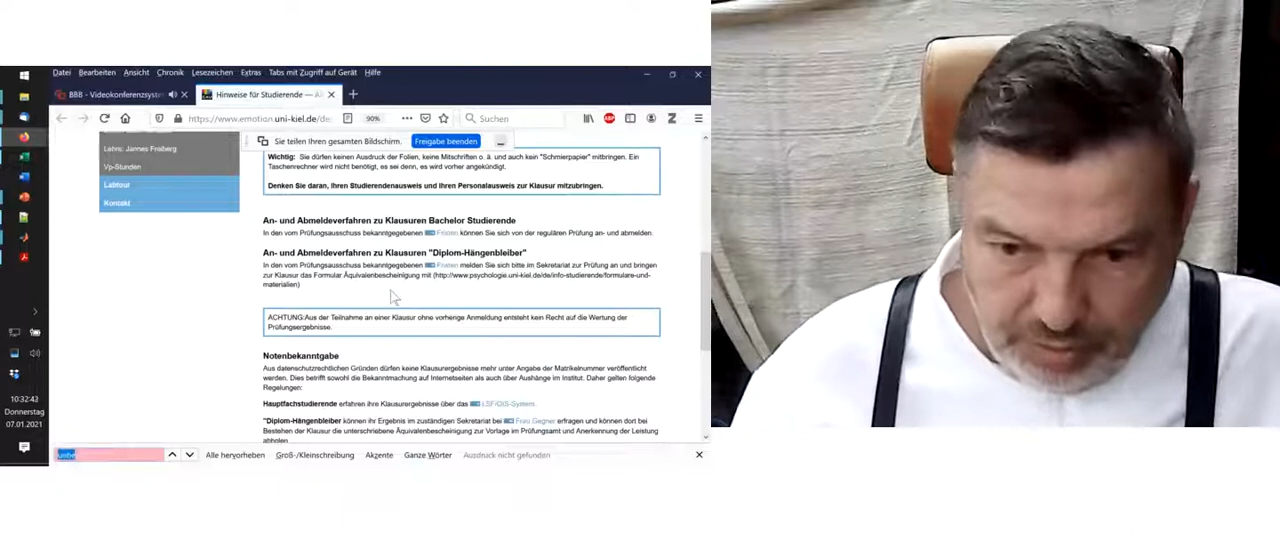 Datei Bearbeiten Ansicht Chronik Lesezeichen Extras Tabs mit Zugriff auf Gerät Hilfe
BBB - Videokonferenzsyste
Hinweise für Studierende — A
https://www.emotion.uni-kiel.de/de
90%
Suchen
Sie teilen Ihren gesamten Bildschirm.
Freigabe beenden
Lehre: Jannes Freiberg
Vp-Stunden
Labtour
Kontakt
Wichtig: Sie dürfen keinen Ausdruck der Folien, keine Mitschriften o. ä. und auch kein "Schmierpapier" mitbringen. Ein
Taschenrechner wird nicht benötigt, es sei denn, es wird vorher angekündigt.
Denken Sie daran, Ihren Studierendenausweis und Ihren Personalausweis zur Klausur mitzubringen.
An- und Abmeldeverfahren zu Klausuren Bachelor Studierende
In den vom Prüfungsausschuss bekanntgegebenen Fristen können Sie sich von der regulären Prüfung an- und abmelden.
An- und Abmeldeverfahren zu Klausuren "Diplom-Hängenbleiber"
In den vom Prüfungsausschuss bekanntgegebenen Fristen melden Sie sich bitte im Sekretariat zur Prüfung an und bringen
zur Klausur das Formular Äquivalenbescheinigung mit (http://www.psychologie.uni-kiel.de/de/info-studierende/formulare-und-
materialien)
ACHTUNG:Aus der Teilnahme an einer Klausur ohne vorherige Anmeldung entsteht kein Recht auf die Wertung der
Prüfungsergebnisse.
Notenbekanntgabe
Aus datenschutzrechtlichen Gründen dürfen keine Klausurergebnisse mehr unter Angabe der Matrikelnummer veröffentlicht
werden. Dies betrifft sowohl die Bekanntmachung auf Internetseiten als auch über Aushänge im Institut. Daher gelten folgende
Regelungen:
Hauptfachstudierende erfahren ihre Klausurergebnisse über das LSF/QIS-System.
"Diplom-Hängenbleiber können ihr Ergebnis im zuständigen Sekretariat bei Frau Gegner erfragen und können dort bei
Bestehen der Klausur die unterschriebene Äquivalenbescheinigung zur Vorlage im Prüfungsamt und Anerkennung der Leistung
abholen
10:32:43
Donnerstag
07.01.2021
Alle hervorheben Groß-/Kleinschreibung Akzente Ganze Wörter Ausdruck nicht gefunden